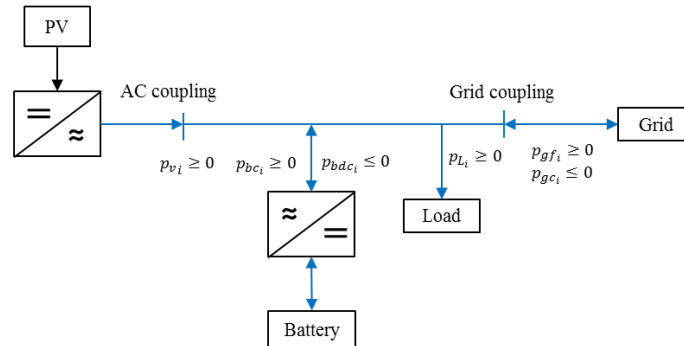 PV
AC coupling
Grid coupling
=
≈
Grid
p_{v_i} ≥ 0
p_{bc_i} ≥ 0
p_{bdc_i} ≤ 0
p_{L_i} ≥ 0
p_{gf_i} ≥ 0
p_{gc_i} ≤ 0
≈
=
Load
Battery